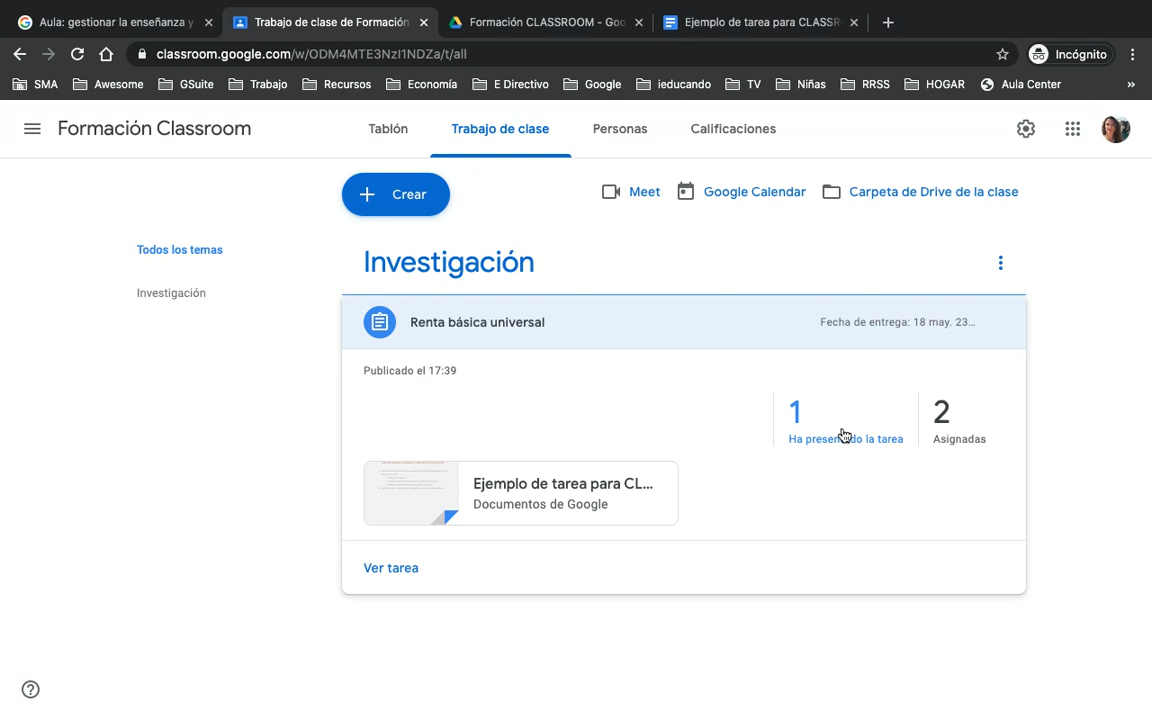 Aula: gestionar la enseñanza y
Trabajo de clase de Formación
Formación CLASSROOM - Goo
Ejemplo de tarea para CLASSR
classroom.google.com/w/ODM4MTE3NzI1NDZa/t/all
Incógnito
SMA
Awesome
GSuite
Trabajo
Recursos
Economía
E Directivo
Google
ieducando
TV
Niñas
RRSS
HOGAR
Aula Center
»
Formación Classroom
Tablón
Trabajo de clase
Personas
Calificaciones
Crear
Meet
Google Calendar
Carpeta de Drive de la clase
Todos los temas
Investigación
Investigación
Renta básica universal
Fecha de entrega: 18 may. 23...
Publicado el 17:39
1
Ha presentado la tarea
2
Asignadas
Ejemplo de tarea para CL...
Documentos de Google
Ver tarea